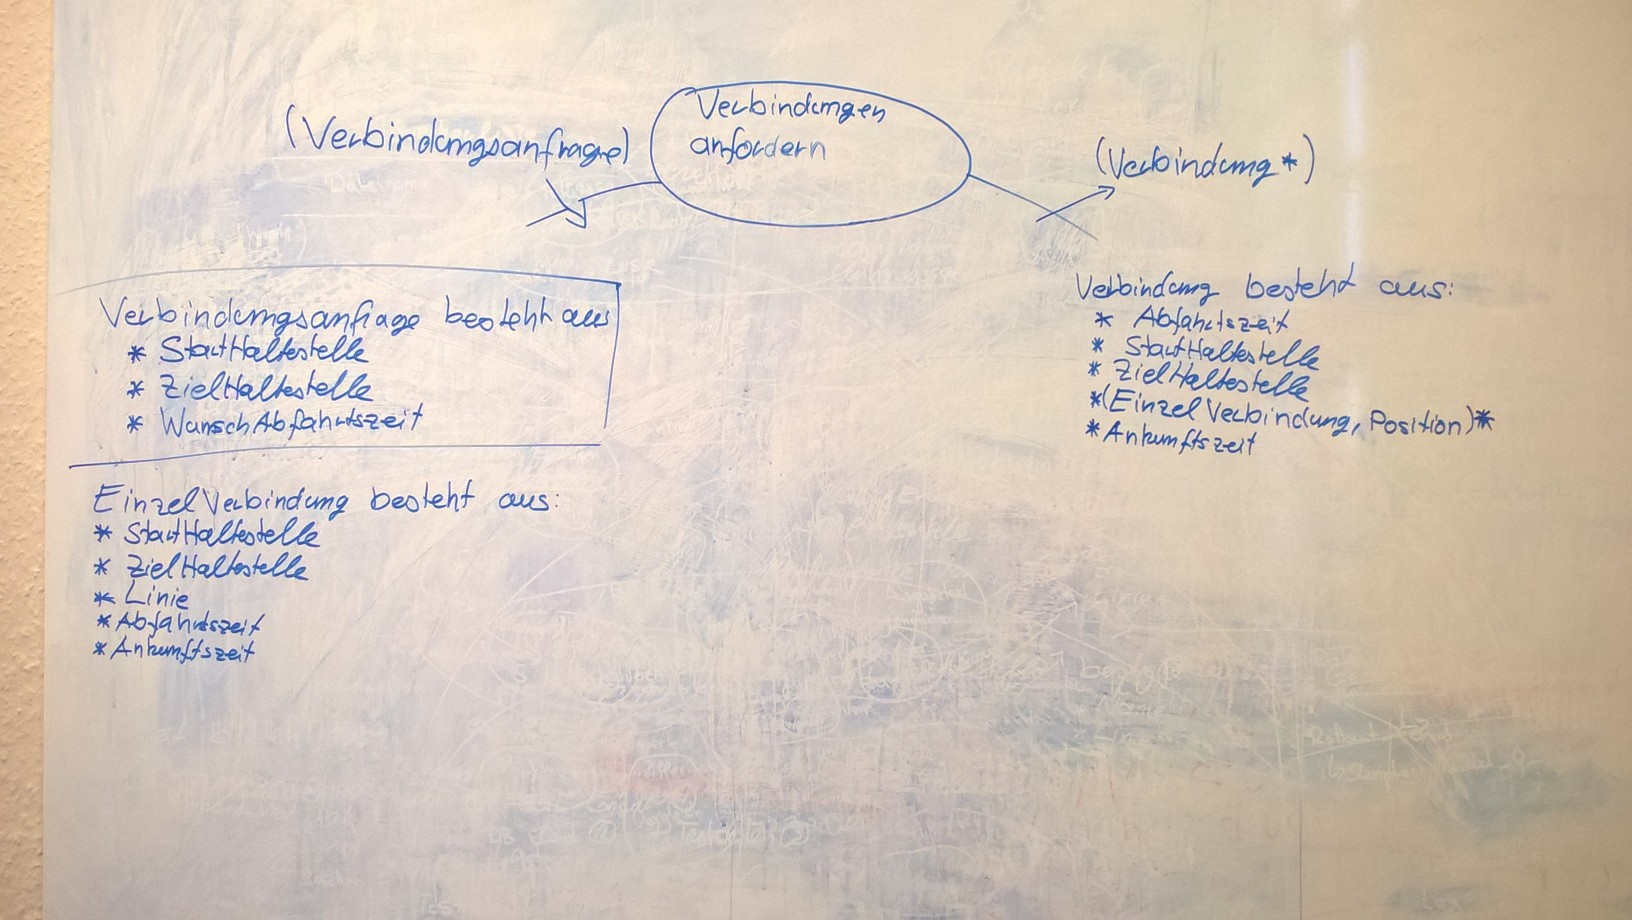 (Verbindungsanfrage)
Verbindungen
anfordern
(Verbindung*)
Verbindungsanfrage besteht aus
* StartHaltestelle
* ZielHaltestelle
* WunschAbfahrtszeit
EinzelVerbindung besteht aus:
* StartHaltestelle
* ZielHaltestelle
* Linie
* Abfahrtszeit
* Ankunftszeit
Verbindung besteht aus:
* Abfahrtszeit
* StartHaltestelle
* ZielHaltestelle
*(EinzelVerbindung, Position)*
* Ankunftszeit